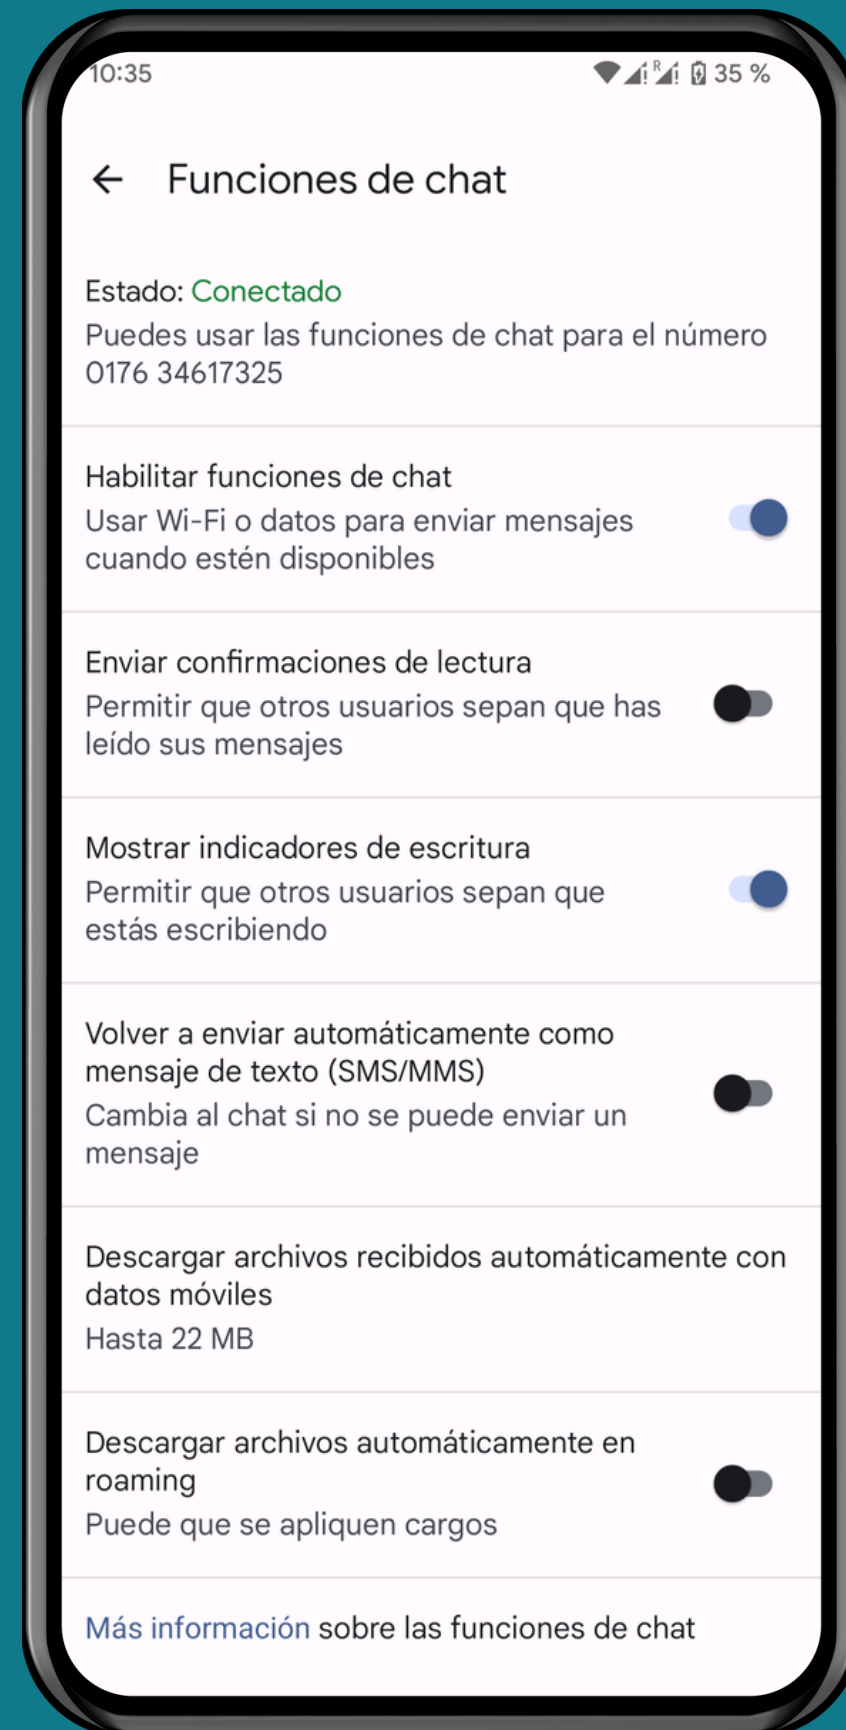 10:35
R
35 %
Funciones de chat
Estado: Conectado
Puedes usar las funciones de chat para el número
0176 34617325
Habilitar funciones de chat
Usar Wi-Fi o datos para enviar mensajes
cuando estén disponibles
Enviar confirmaciones de lectura
Permitir que otros usuarios sepan que has
leído sus mensajes
Mostrar indicadores de escritura
Permitir que otros usuarios sepan que
estás escribiendo
Volver a enviar automáticamente como
mensaje de texto (SMS/MMS)
Cambia al chat si no se puede enviar un
mensaje
Descargar archivos recibidos automáticamente con
datos móviles
Hasta 22 MB
Descargar archivos automáticamente en
roaming
Puede que se apliquen cargos
Más información sobre las funciones de chat